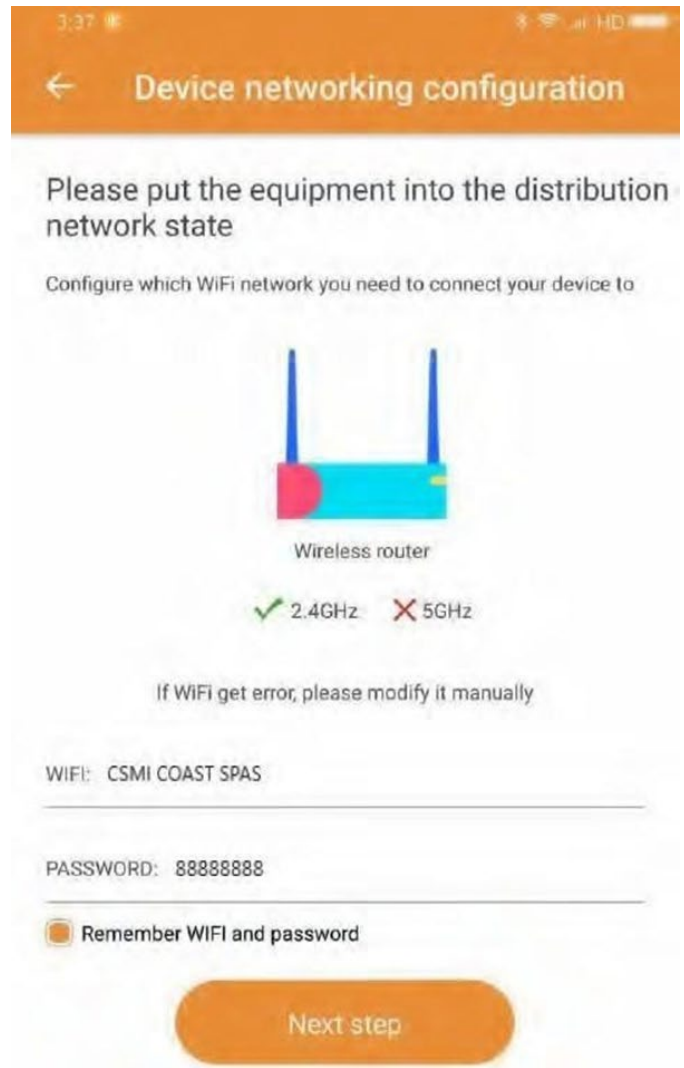 3:37
HD
Device networking configuration
Please put the equipment into the distribution
network state
Configure which WiFi network you need to connect your device to
Wireless router
2.4GHz 5GHz
If WiFi get error, please modify it manually
WIFI: CSMI COAST SPAS
PASSWORD: 88888888
Remember WIFI and password
Next step